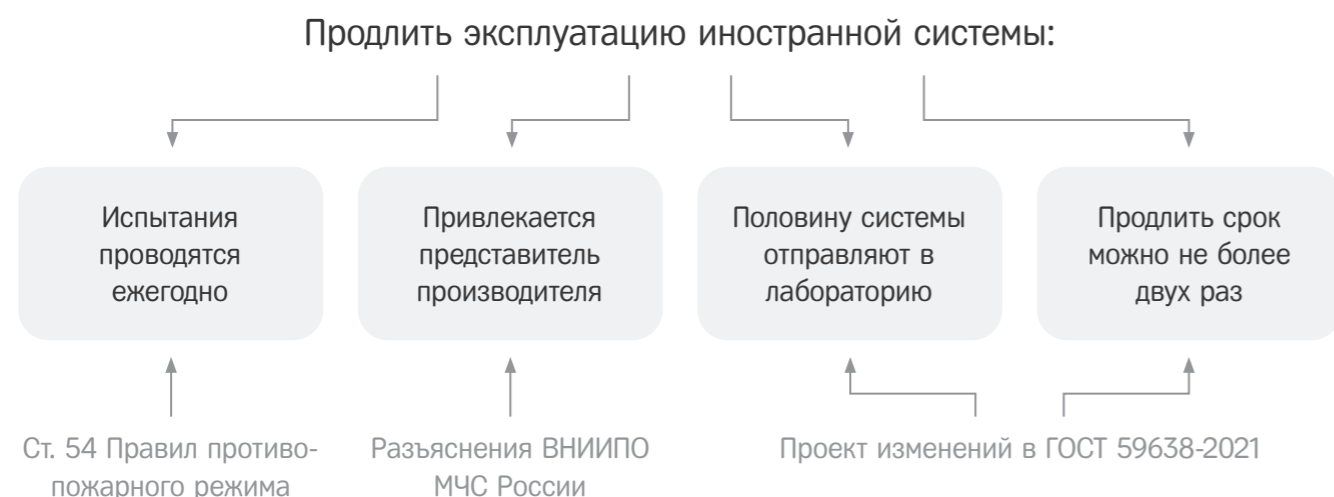 Продлить эксплуатацию иностранной системы:
Испытания
проводятся
ежегодно
Привлекается
представитель
производителя
Половину системы
отправляют в
лабораторию
Продлить срок
можно не более
двух раз
Ст. 54 Правил противо-
пожарного режима
Разъяснения ВНИИПО
МЧС России
Проект изменений в ГОСТ 59638-2021